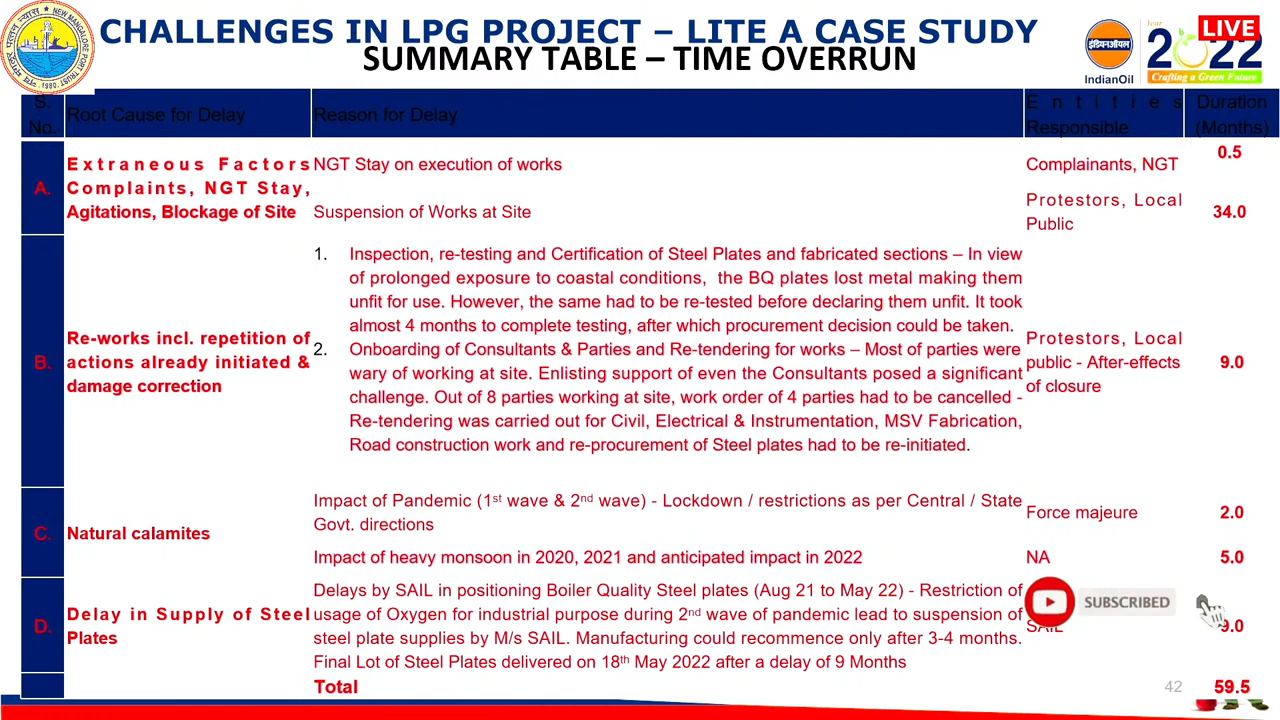 CHALLENGES IN LPG PROJECT – LITE A CASE STUDY
SUMMARY TABLE – TIME OVERRUN
NEW MANGALORE PORT TRUST
1980
इंडियनऑयल
IndianOil
Year
2022
Crafting a Green Future
LIVE
S. No.
Root Cause for Delay
Reason for Delay
Entities Responsible
Duration (Months)
A.
Extraneous Factors
Complaints, NGT Stay,
Agitations, Blockage of Site
NGT Stay on execution of works
Complainants, NGT
0.5
Suspension of Works at Site
Protestors, Local
Public
34.0
B.
Re-works incl. repetition of
actions already initiated &
damage correction
1. Inspection, re-testing and Certification of Steel Plates and fabricated sections – In view
of prolonged exposure to coastal conditions, the BQ plates lost metal making them
unfit for use. However, the same had to be re-tested before declaring them unfit. It took
almost 4 months to complete testing, after which procurement decision could be taken.
2. Onboarding of Consultants & Parties and Re-tendering for works – Most of parties were
wary of working at site. Enlisting support of even the Consultants posed a significant
challenge. Out of 8 parties working at site, work order of 4 parties had to be cancelled -
Re-tendering was carried out for Civil, Electrical & Instrumentation, MSV Fabrication,
Road construction work and re-procurement of Steel plates had to be re-initiated.
Protestors, Local
public - After-effects
of closure
9.0
C.
Natural calamites
Impact of Pandemic (1st wave & 2nd wave) - Lockdown / restrictions as per Central / State
Govt. directions
Force majeure
2.0
Impact of heavy monsoon in 2020, 2021 and anticipated impact in 2022
NA
5.0
D.
Delay in Supply of Steel
Plates
Delays by SAIL in positioning Boiler Quality Steel plates (Aug 21 to May 22) - Restriction of
usage of Oxygen for industrial purpose during 2nd wave of pandemic lead to suspension of
steel plate supplies by M/s SAIL. Manufacturing could recommence only after 3-4 months.
Final Lot of Steel Plates delivered on 18th May 2022 after a delay of 9 Months
SAIL
9.0
SUBSCRIBED
Total
42
59.5